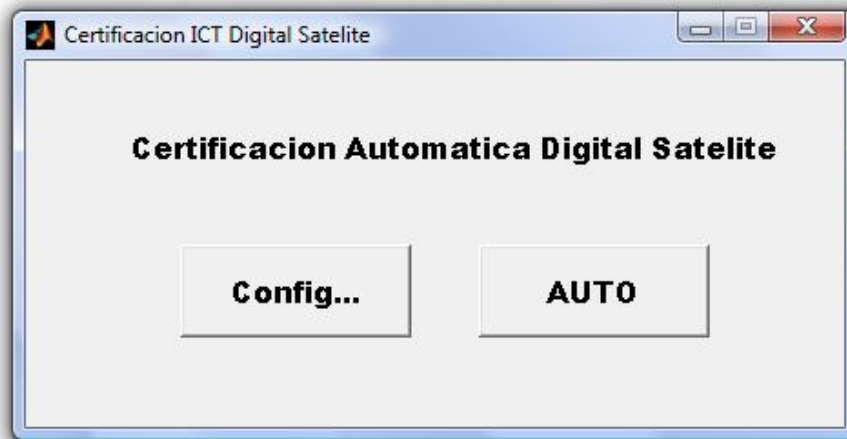 Certificacion ICT Digital Satelite
Certificacion Automatica Digital Satelite
Config...
AUTO